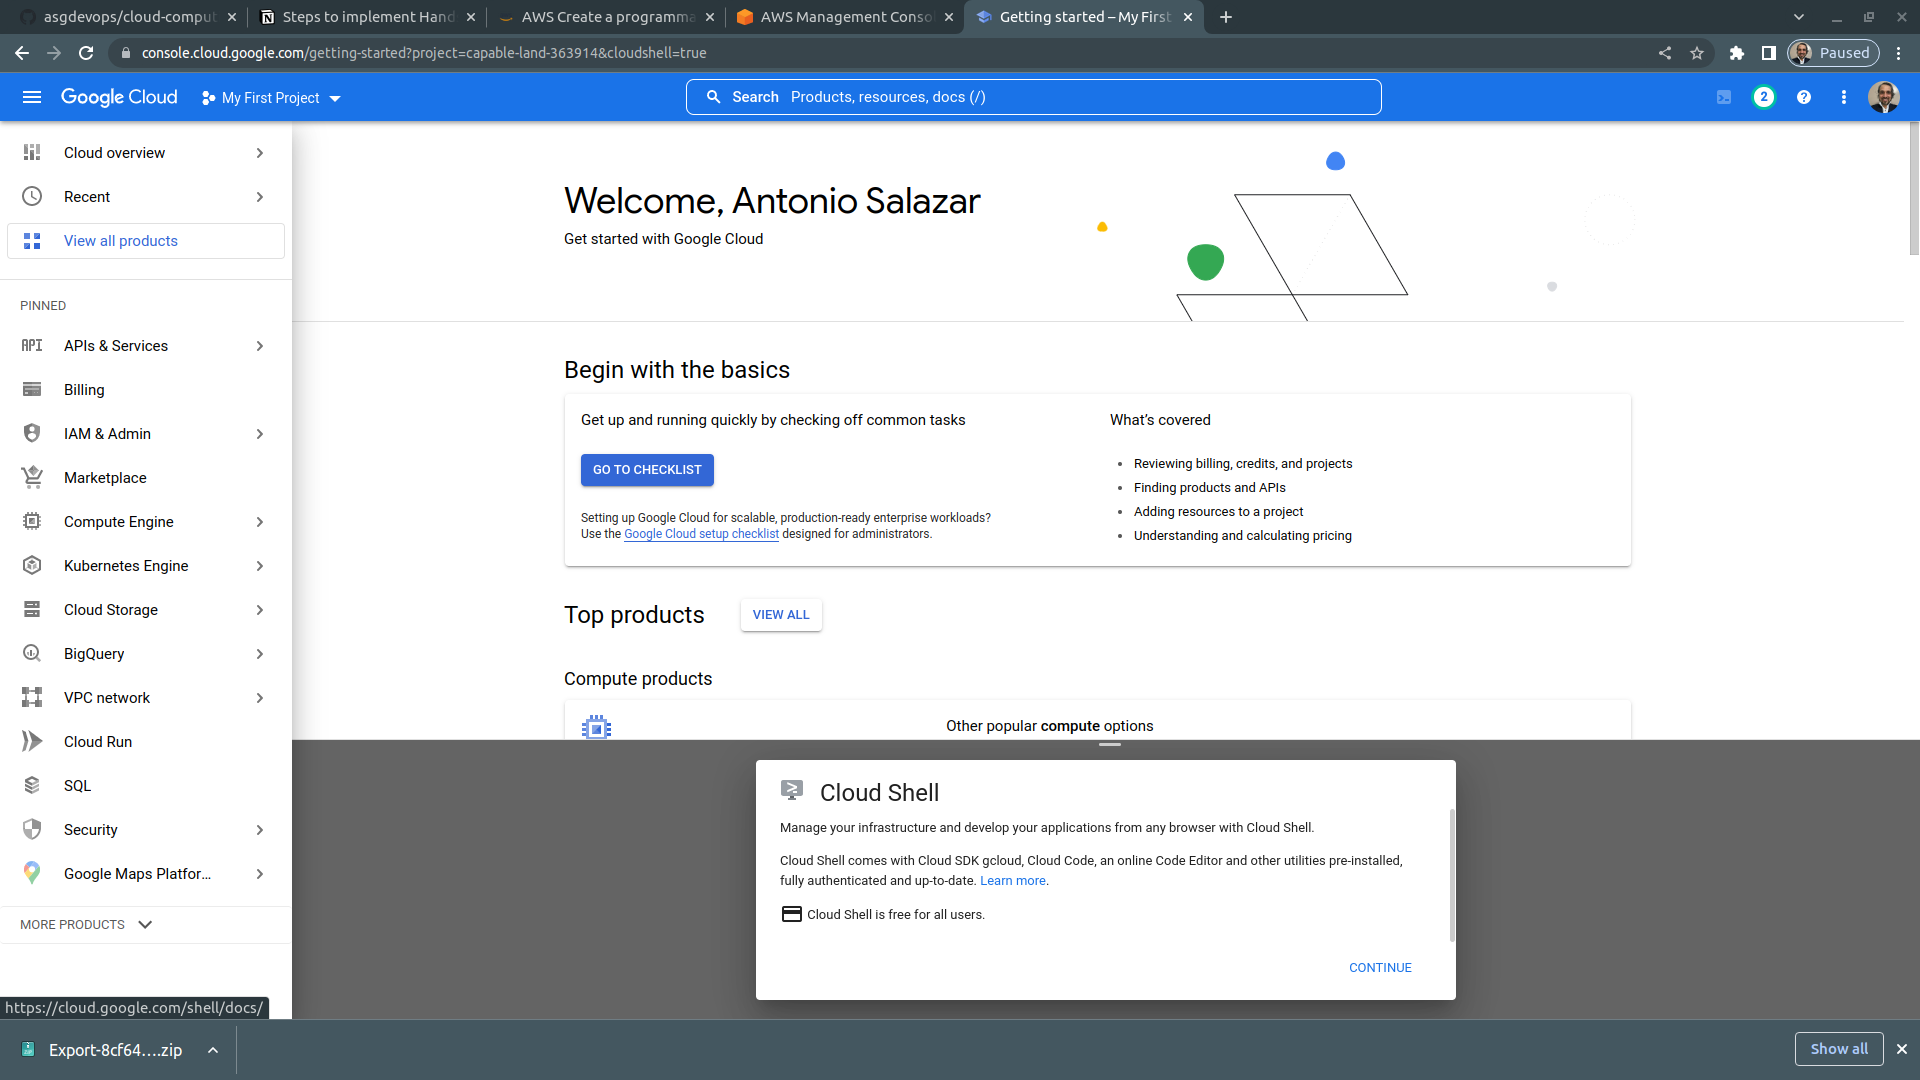 asgdevops/cloud-comput
Steps to implement Hand
AWS Create a programma
AWS Management Conso
Getting started – My First
console.cloud.google.com/getting-started?project=capable-land-363914&cloudshell=true
Paused
Google Cloud
My First Project
Search Products, resources, docs (/)
2
Cloud overview
Recent
View all products
PINNED
API APIs & Services
Billing
IAM & Admin
Marketplace
Compute Engine
Kubernetes Engine
Cloud Storage
BigQuery
VPC network
Cloud Run
SQL
Security
Google Maps Platfor...
MORE PRODUCTS
https://cloud.google.com/shell/docs/
Welcome, Antonio Salazar
Get started with Google Cloud
Begin with the basics
Get up and running quickly by checking off common tasks
GO TO CHECKLIST
Setting up Google Cloud for scalable, production-ready enterprise workloads?
Use the Google Cloud setup checklist designed for administrators.
What's covered
• Reviewing billing, credits, and projects
• Finding products and APIs
• Adding resources to a project
• Understanding and calculating pricing
Top products
VIEW ALL
Compute products
Other popular compute options
Cloud Shell
Manage your infrastructure and develop your applications from any browser with Cloud Shell.
Cloud Shell comes with Cloud SDK gcloud, Cloud Code, an online Code Editor and other utilities pre-installed,
fully authenticated and up-to-date. Learn more.
Cloud Shell is free for all users.
CONTINUE
Export-8cf64....zip
Show all